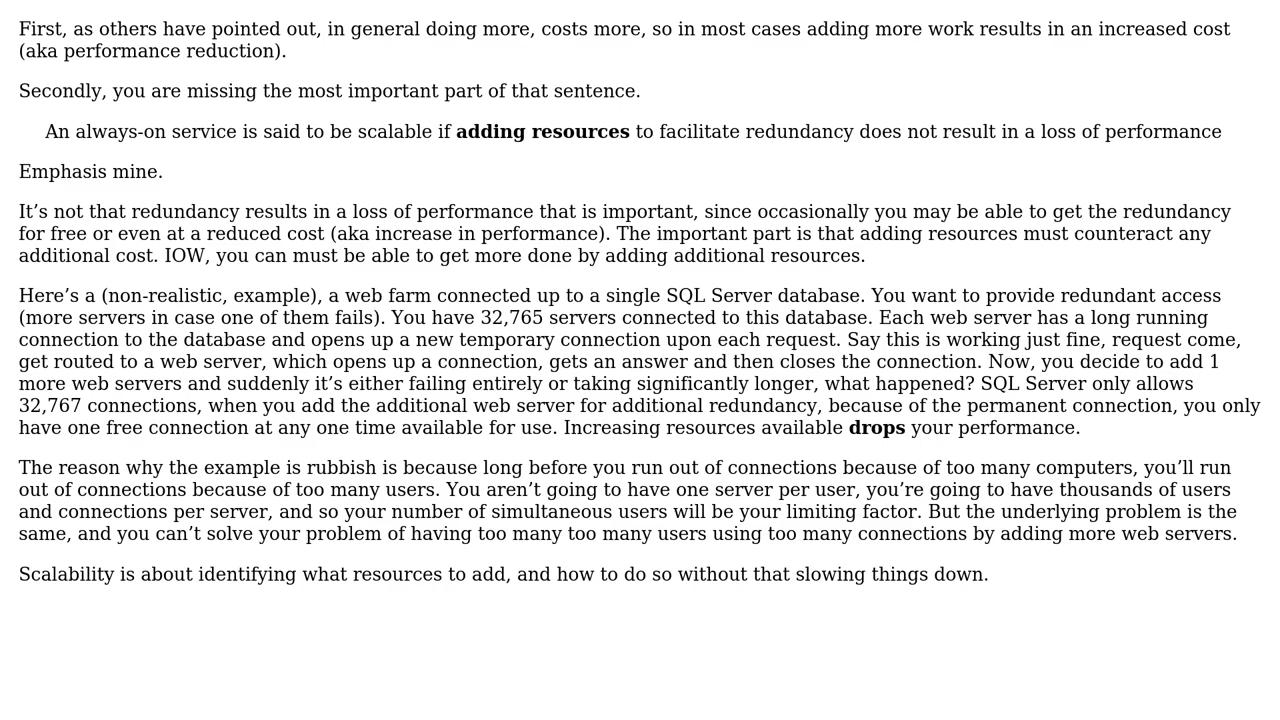 First, as others have pointed out, in general doing more, costs more, so in most cases adding more work results in an increased cost
(aka performance reduction).
Secondly, you are missing the most important part of that sentence.
An always-on service is said to be scalable if adding resources to facilitate redundancy does not result in a loss of performance
Emphasis mine.
It’s not that redundancy results in a loss of performance that is important, since occasionally you may be able to get the redundancy
for free or even at a reduced cost (aka increase in performance). The important part is that adding resources must counteract any
additional cost. IOW, you can must be able to get more done by adding additional resources.
Here’s a (non-realistic, example), a web farm connected up to a single SQL Server database. You want to provide redundant access
(more servers in case one of them fails). You have 32,765 servers connected to this database. Each web server has a long running
connection to the database and opens up a new temporary connection upon each request. Say this is working just fine, request come,
get routed to a web server, which opens up a connection, gets an answer and then closes the connection. Now, you decide to add 1
more web servers and suddenly it’s either failing entirely or taking significantly longer, what happened? SQL Server only allows
32,767 connections, when you add the additional web server for additional redundancy, because of the permanent connection, you only
have one free connection at any one time available for use. Increasing resources available drops your performance.
The reason why the example is rubbish is because long before you run out of connections because of too many computers, you’ll run
out of connections because of too many users. You aren’t going to have one server per user, you’re going to have thousands of users
and connections per server, and so your number of simultaneous users will be your limiting factor. But the underlying problem is the
same, and you can’t solve your problem of having too many too many users using too many connections by adding more web servers.
Scalability is about identifying what resources to add, and how to do so without that slowing things down.